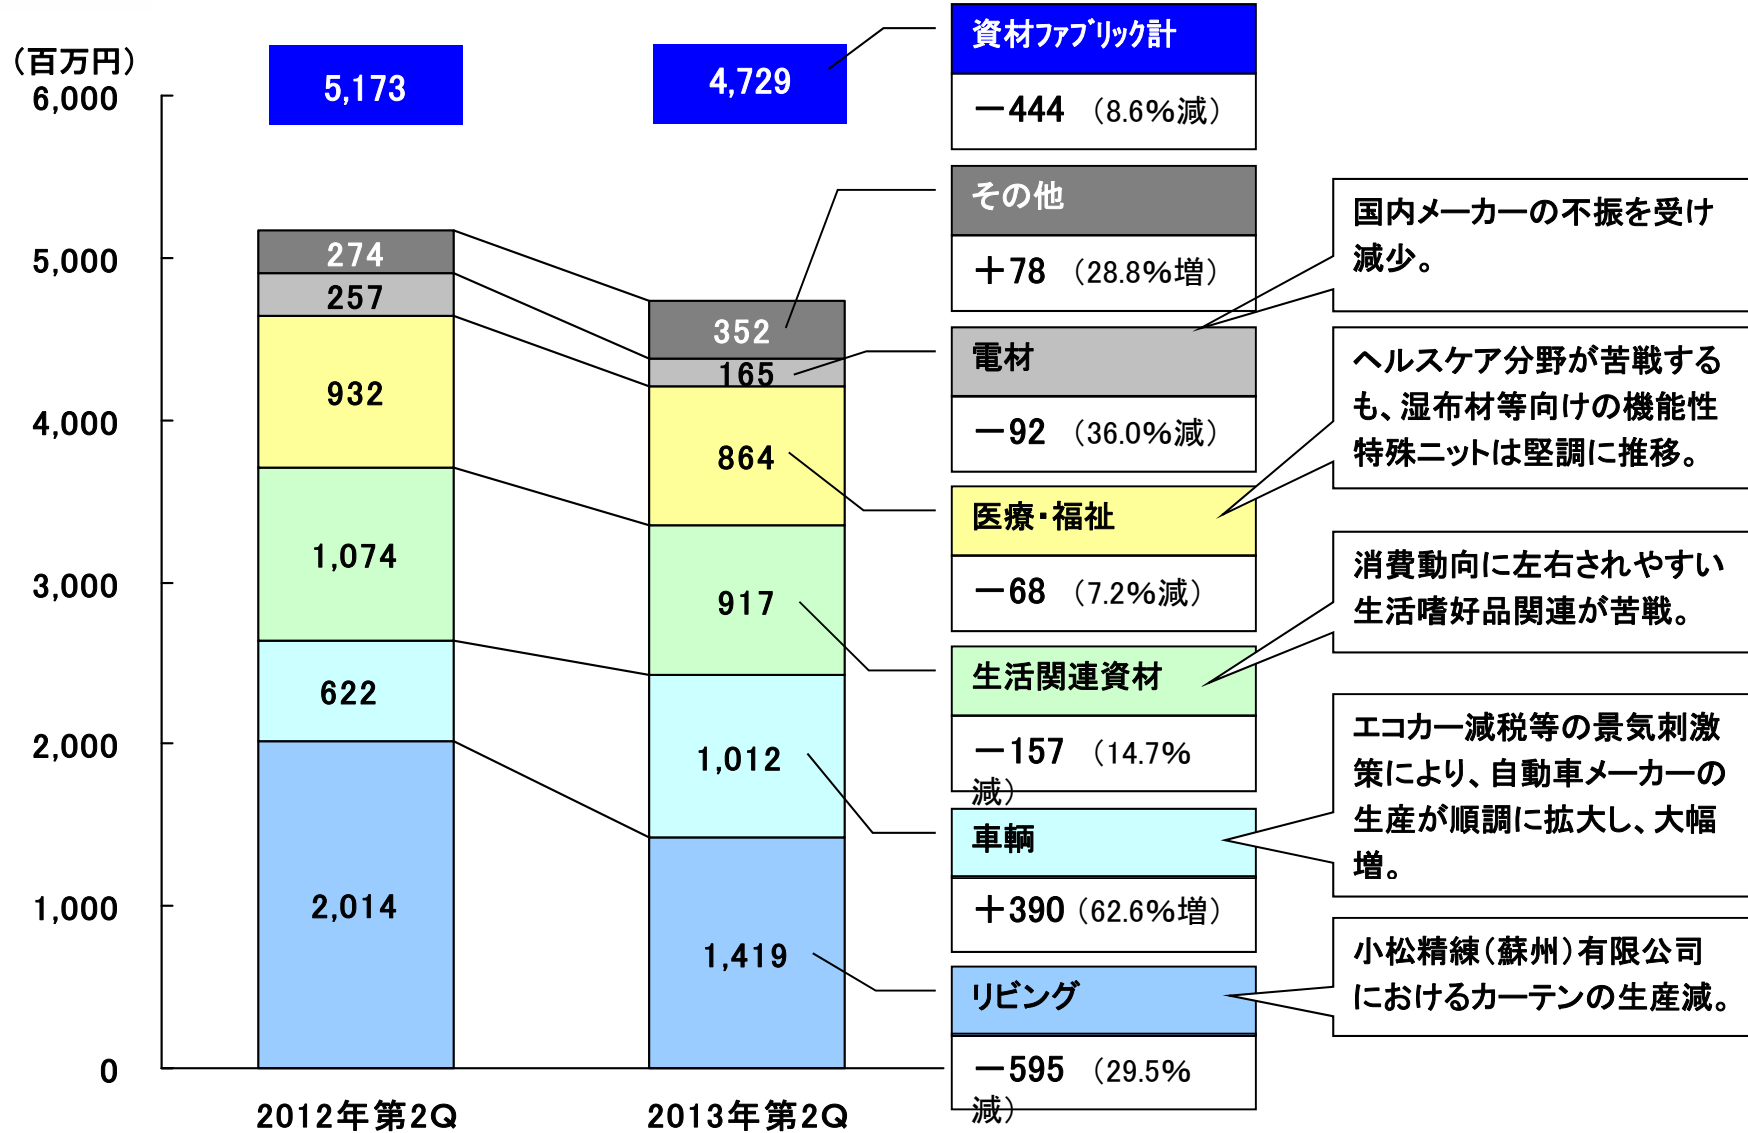 （百万円）
6,000
5,000
4,000
3,000
2,000
1,000
0
5,173
274
257
932
1,074
622
2,014
2012年第2Q
4,729
352
165
864
917
1,012
1,419
2013年第2Q
資材ﾌｧﾌﾞﾘｯｸ計
－444 （8.6％減）
その他
＋78 （28.8％増）
電材
－92 （36.0％減）
医療・福祉
－68 （7.2％減）
生活関連資材
－157 （14.7％
減）
車輌
＋390（62.6％増）
リビング
－595 （29.5％
減）
国内メーカーの不振を受け
減少。
ヘルスケア分野が苦戦する
も、湿布材等向けの機能性
特殊ニットは堅調に推移。
消費動向に左右されやすい
生活嗜好品関連が苦戦。
エコカー減税等の景気刺激
策により、自動車メーカーの
生産が順調に拡大し、大幅
増。
小松精練（蘇州）有限公司
におけるカーテンの生産減。